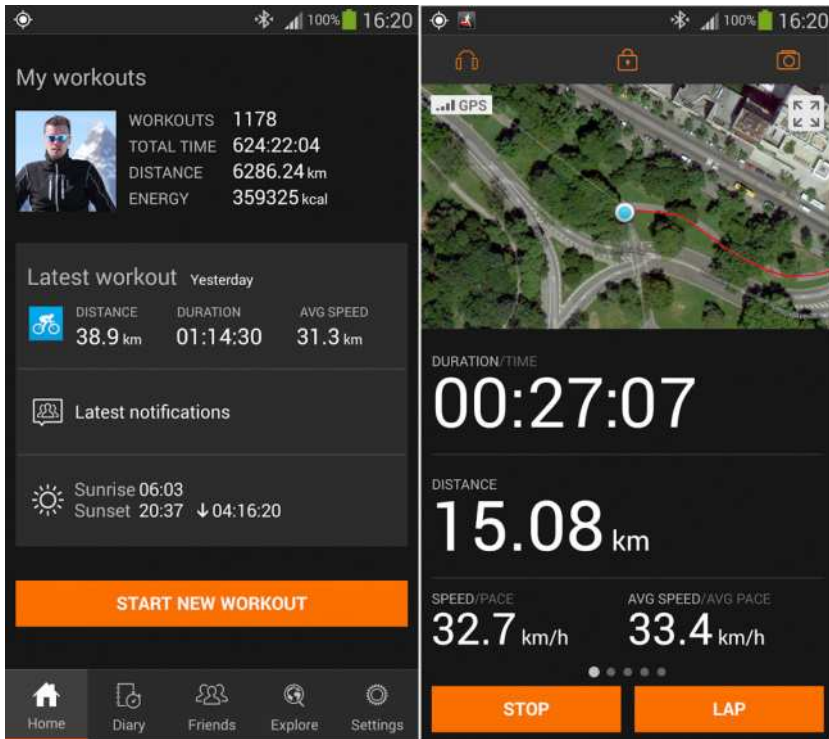 100% 16:20
My workouts
WORKOUTS 1178
TOTAL TIME 624:22:04
DISTANCE 6286.24 km
ENERGY 359325 kcal
Latest workout Yesterday
DISTANCE DURATION AVG SPEED
38.9 km 01:14:30 31.3 km
Latest notifications
Sunrise 06:03
Sunset 20:37 ↓04:16:20
START NEW WORKOUT
Home Diary Friends Explore Settings
100% 16:20
GPS
DURATION/TIME
00:27:07
DISTANCE
15.08 km
SPEED/PACE AVG SPEED/AVG PACE
32.7 km/h 33.4 km/h
STOP LAP